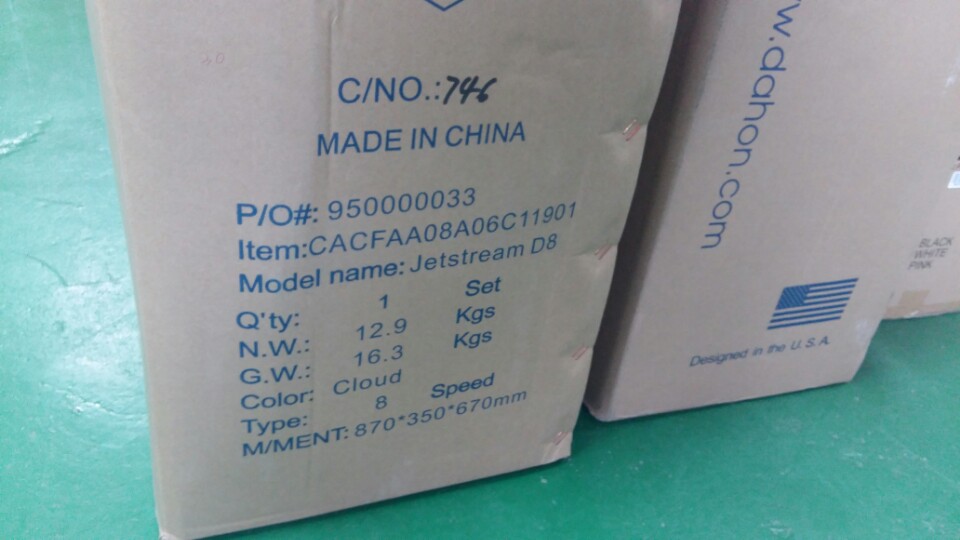 C/NO.:746
MADE IN CHINA
P/O#: 950000033
Item:CACFAA08A06C11901
Model name: Jetstream D8
Q'ty: 1 Set
N.W.: 12.9 Kgs
G.W.: 16.3 Kgs
Color: Cloud
Type: 8 Speed
M/MENT: 870*350*670mm
w.dahon.com
Designed in the U.S.A.
BLACK
WHITE
PINK